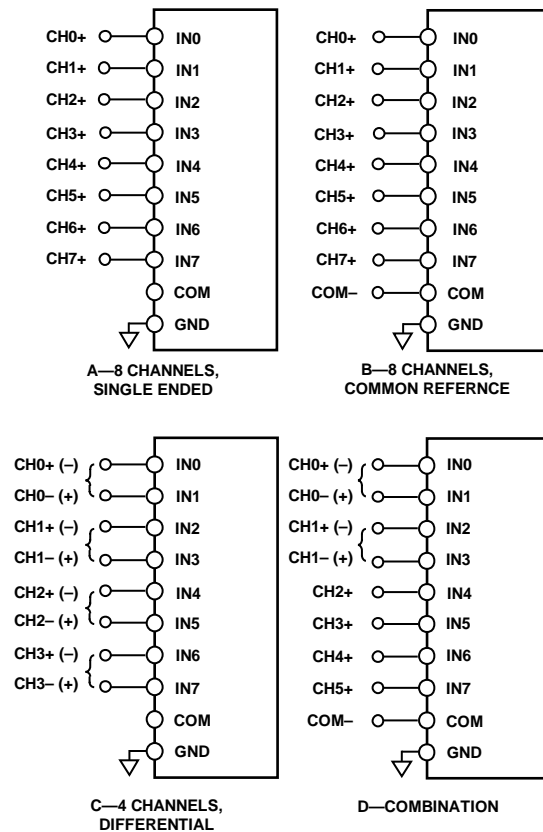 CH0+ IN0
CH1+ IN1
CH2+ IN2
CH3+ IN3
CH4+ IN4
CH5+ IN5
CH6+ IN6
CH7+ IN7
COM
GND
A—8 CHANNELS,
SINGLE ENDED
CH0+ IN0
CH1+ IN1
CH2+ IN2
CH3+ IN3
CH4+ IN4
CH5+ IN5
CH6+ IN6
CH7+ IN7
COM– COM
GND
B—8 CHANNELS,
COMMON REFERNCE
CH0+ (–) IN0
CH0– (+) IN1
CH1+ (–) IN2
CH1– (+) IN3
CH2+ (–) IN4
CH2– (+) IN5
CH3+ (–) IN6
CH3– (+) IN7
COM
GND
C—4 CHANNELS,
DIFFERENTIAL
CH0+ (–) IN0
CH0– (+) IN1
CH1+ (–) IN2
CH1– (+) IN3
CH2+ IN4
CH3+ IN5
CH4+ IN6
CH5+ IN7
COM– COM
GND
D—COMBINATION